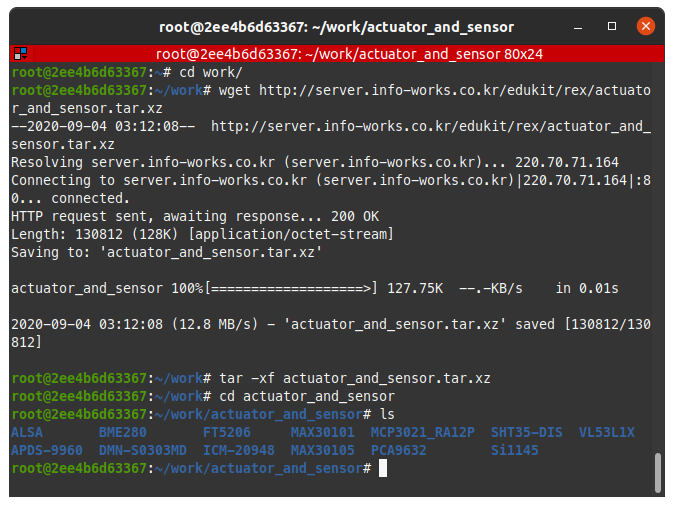 root@2ee4b6d63367: ~/work/actuator_and_sensor
root@2ee4b6d63367: ~/work/actuator_and_sensor 80x24
root@2ee4b6d63367:~# cd work/
root@2ee4b6d63367:~/work# wget http://server.info-works.co.kr/edukit/rex/actuato
r_and_sensor.tar.xz
--2020-09-04 03:12:08--  http://server.info-works.co.kr/edukit/rex/actuator_and_
sensor.tar.xz
Resolving server.info-works.co.kr (server.info-works.co.kr)... 220.70.71.164
Connecting to server.info-works.co.kr (server.info-works.co.kr)|220.70.71.164|:8
0... connected.
HTTP request sent, awaiting response... 200 OK
Length: 130812 (128K) [application/octet-stream]
Saving to: 'actuator_and_sensor.tar.xz'
actuator_and_sensor 100%[===================>] 127.75K  --.-KB/s    in 0.01s
2020-09-04 03:12:08 (12.8 MB/s) - 'actuator_and_sensor.tar.xz' saved [130812/130
812]
root@2ee4b6d63367:~/work# tar -xf actuator_and_sensor.tar.xz
root@2ee4b6d63367:~/work# cd actuator_and_sensor
root@2ee4b6d63367:~/work/actuator_and_sensor# ls
ALSA       BME280       FT5206     MAX30101  MCP3021_RA12P  SHT35-DIS  VL53L1X
APDS-9960  DMN-S0303MD  ICM-20948  MAX30105  PCA9632        Si1145
root@2ee4b6d63367:~/work/actuator_and_sensor#